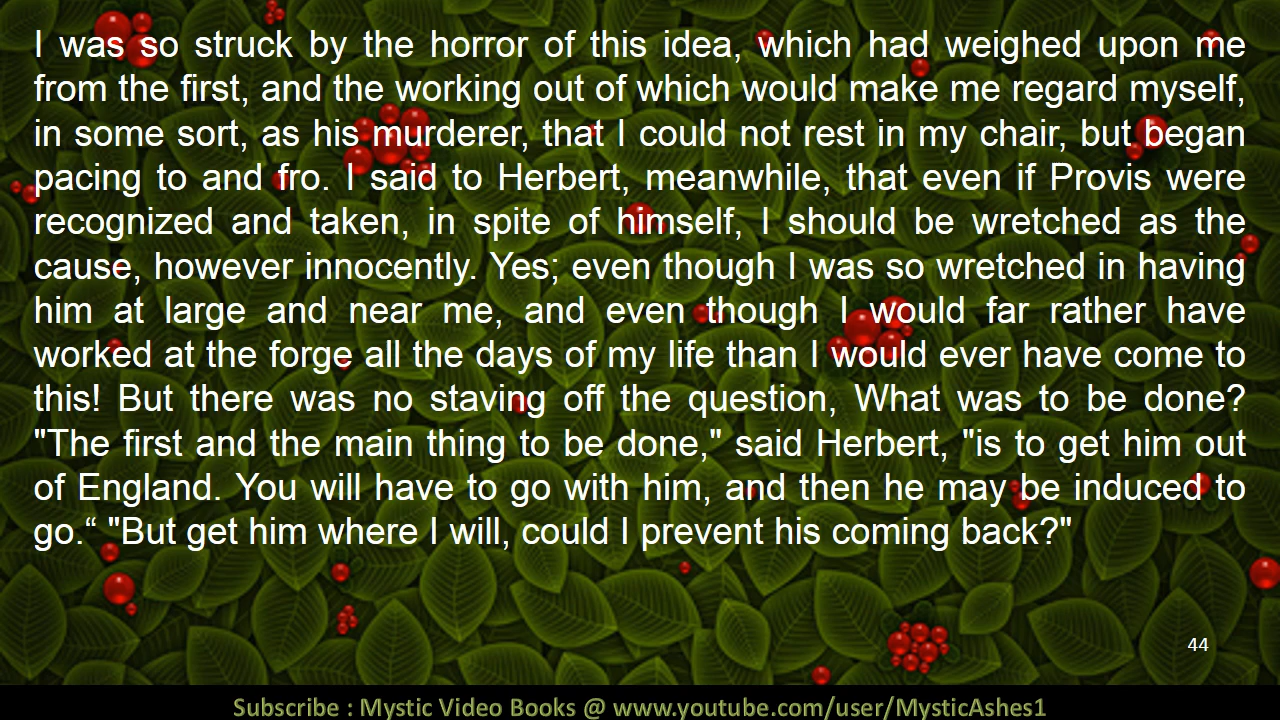 I was so struck by the horror of this idea, which had weighed upon me
from the first, and the working out of which would make me regard myself,
in some sort, as his murderer, that I could not rest in my chair, but began
pacing to and fro. I said to Herbert, meanwhile, that even if Provis were
recognized and taken, in spite of himself, I should be wretched as the
cause, however innocently. Yes; even though I was so wretched in having
him at large and near me, and even though I would far rather have
worked at the forge all the days of my life than I would ever have come to
this! But there was no staving off the question, What was to be done?
"The first and the main thing to be done," said Herbert, "is to get him out
of England. You will have to go with him, and then he may be induced to
go.“ "But get him where I will, could I prevent his coming back?"
44
Subscribe : Mystic Video Books @ www.youtube.com/user/MysticAshes1